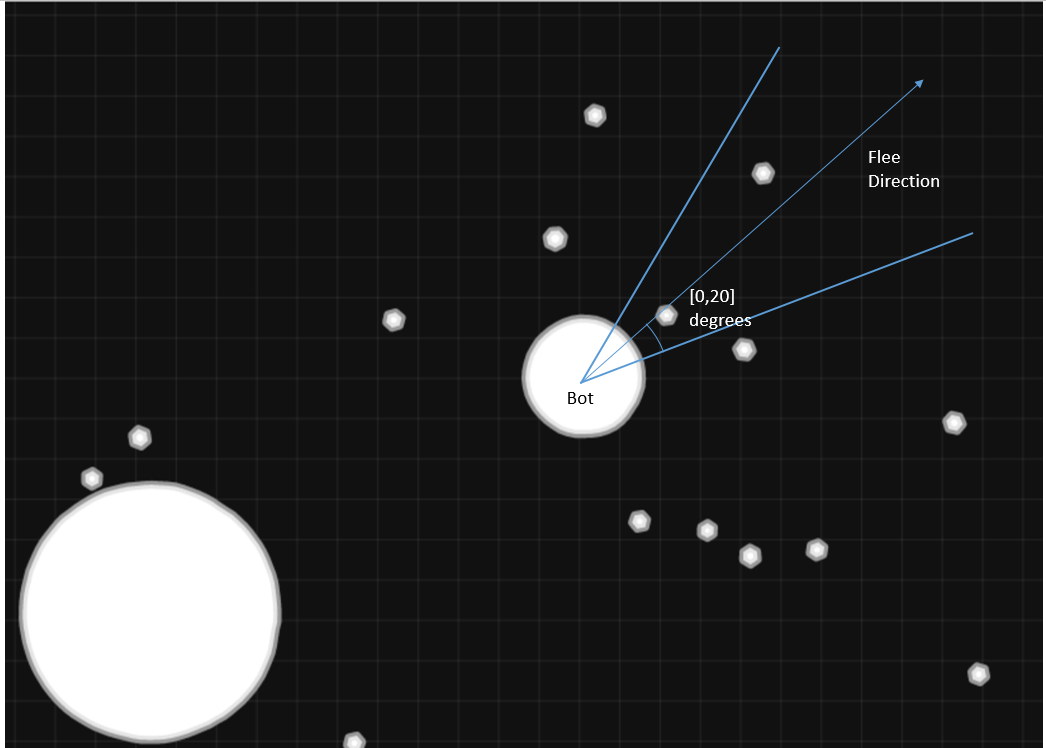 Flee
Direction
[0,20]
degrees
Bot